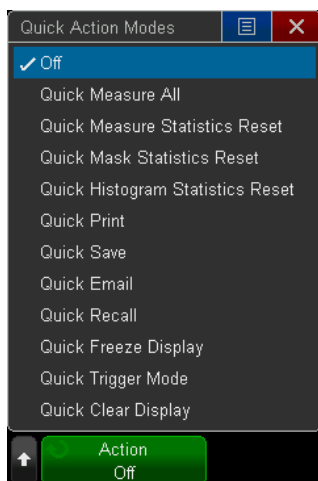 Quick Action Modes
Off
Quick Measure All
Quick Measure Statistics Reset
Quick Mask Statistics Reset
Quick Histogram Statistics Reset
Quick Print
Quick Save
Quick Email
Quick Recall
Quick Freeze Display
Quick Trigger Mode
Quick Clear Display
Action
Off